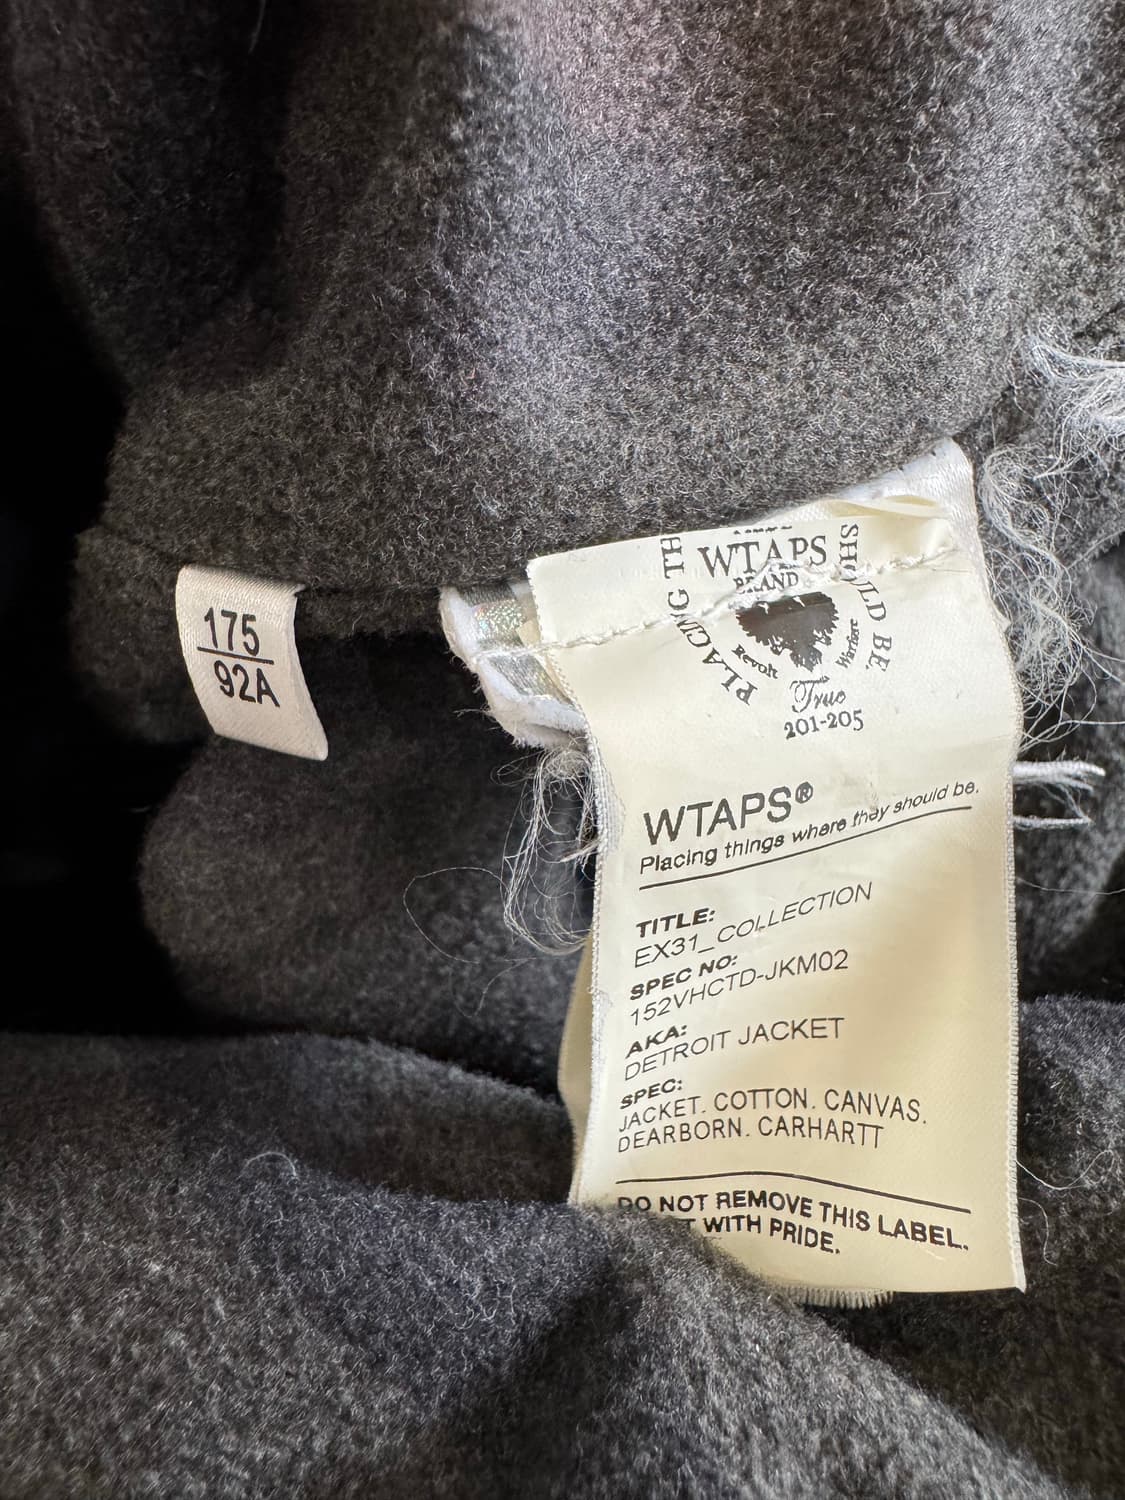 175
92A
WTAPS
BRAND
PLACING TH
SHOULD BE
Revolt
Warfare
True
201-205
WTAPS®
Placing things where they should be.
TITLE:
EX31_COLLECTION
SPEC NO:
152VHCTD-JKM02
AKA:
DETROIT JACKET
SPEC:
JACKET. COTTON. CANVAS.
DEARBORN. CARHARTT
DO NOT REMOVE THIS LABEL.
WITH PRIDE.